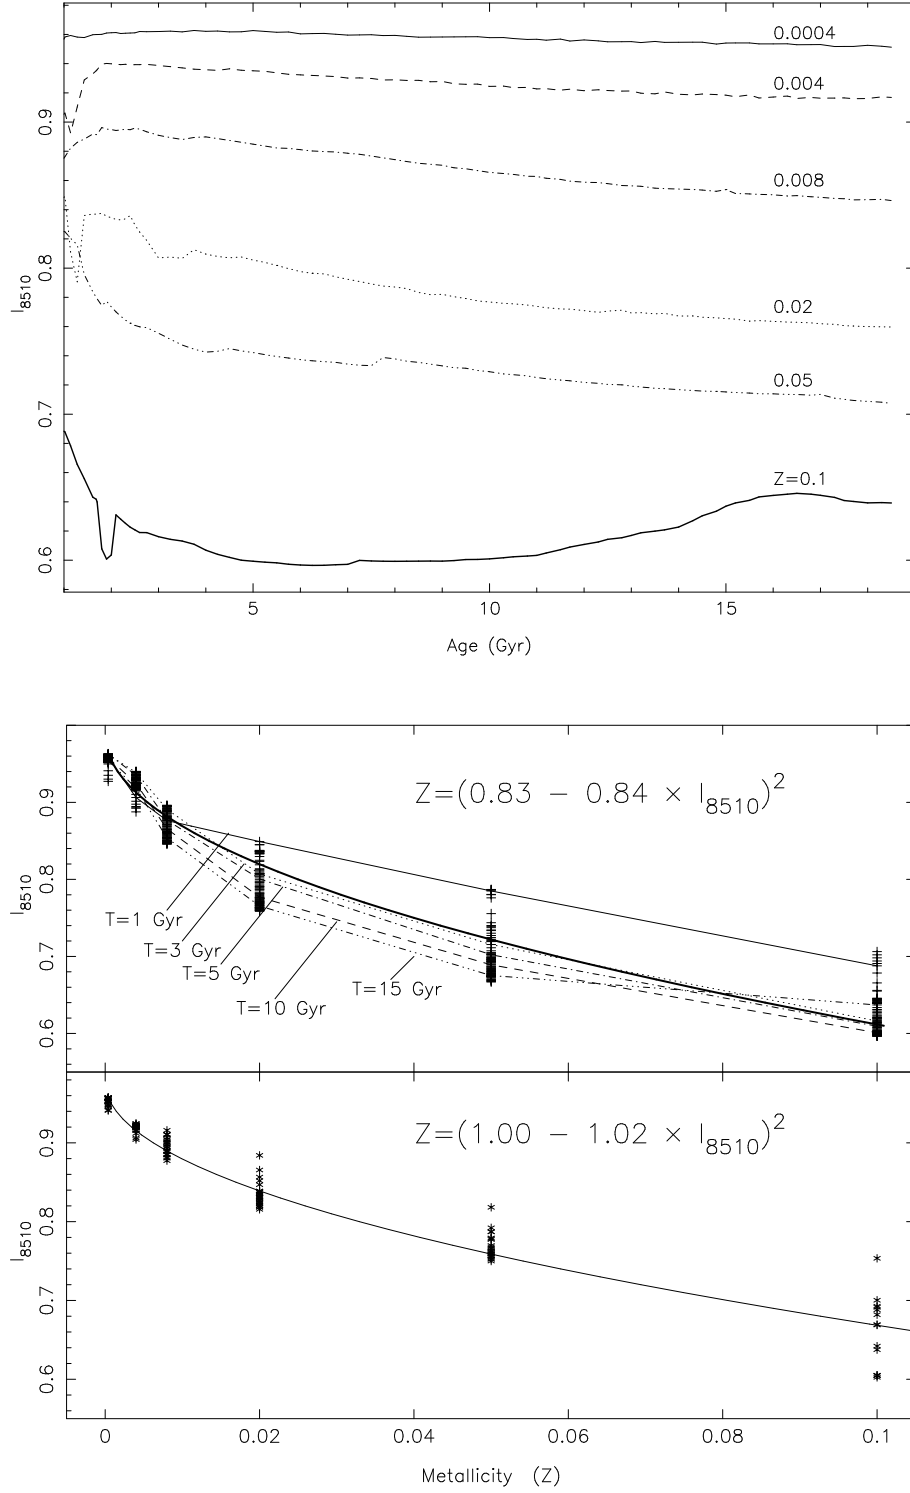 0.0004
0.004
0.9
0.008
0.8
I8510
0.02
0.05
0.7
Z=0.1
0.6
5 10 15
Age (Gyr)
Z=(0.83 − 0.84 × I8510)2
0.9
0.8
I8510
T=1 Gyr
T=3 Gyr
T=5 Gyr
T=15 Gyr
T=10 Gyr
0.7
0.6
Z=(1.00 − 1.02 × I8510)2
0.9
0.8
I8510
0.7
0.6
0 0.02 0.04 0.06 0.08 0.1
Metallicity (Z)